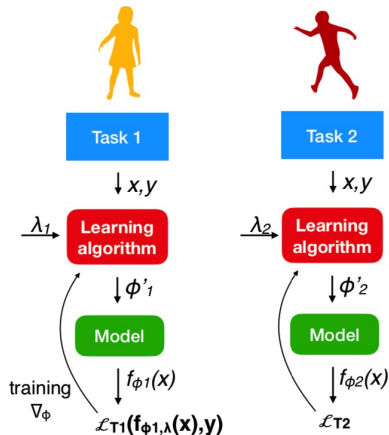 Task 1
x,y
λ1
Learning
algorithm
ϕ'1
Model
fϕ1(x)
training
∇ϕ
ℒT1(fϕ1,λ(x),y)
Task 2
x,y
λ2
Learning
algorithm
ϕ'2
Model
fϕ2(x)
ℒT2